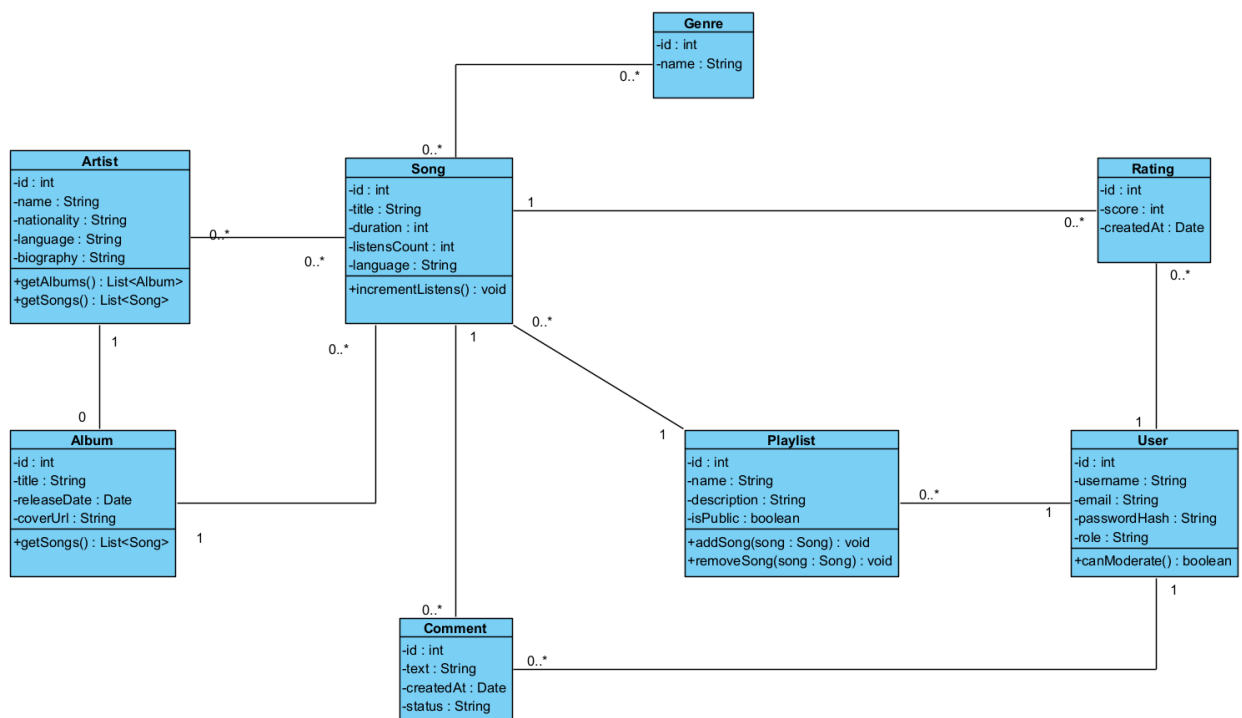 Genre
-id : int
-name : String
0..*
0..*
Artist
-id : int
-name : String
-nationality : String
-language : String
-biography : String
+getAlbums() : List<Album>
+getSongs() : List<Song>
0..*
0..*
Song
-id : int
-title : String
-duration : int
-listensCount : int
-language : String
+incrementListens() : void
1
0..*
Rating
-id : int
-score : int
-createdAt : Date
0..*
1
0..*
1
0..*
0
1
1
Album
-id : int
-title : String
-releaseDate : Date
-coverUrl : String
+getSongs() : List<Song>
1
Playlist
-id : int
-name : String
-description : String
-isPublic : boolean
+addSong(song : Song) : void
+removeSong(song : Song) : void
0..*
1
User
-id : int
-username : String
-email : String
-passwordHash : String
-role : String
+canModerate() : boolean
1
0..*
Comment
-id : int
-text : String
-createdAt : Date
-status : String
0..*